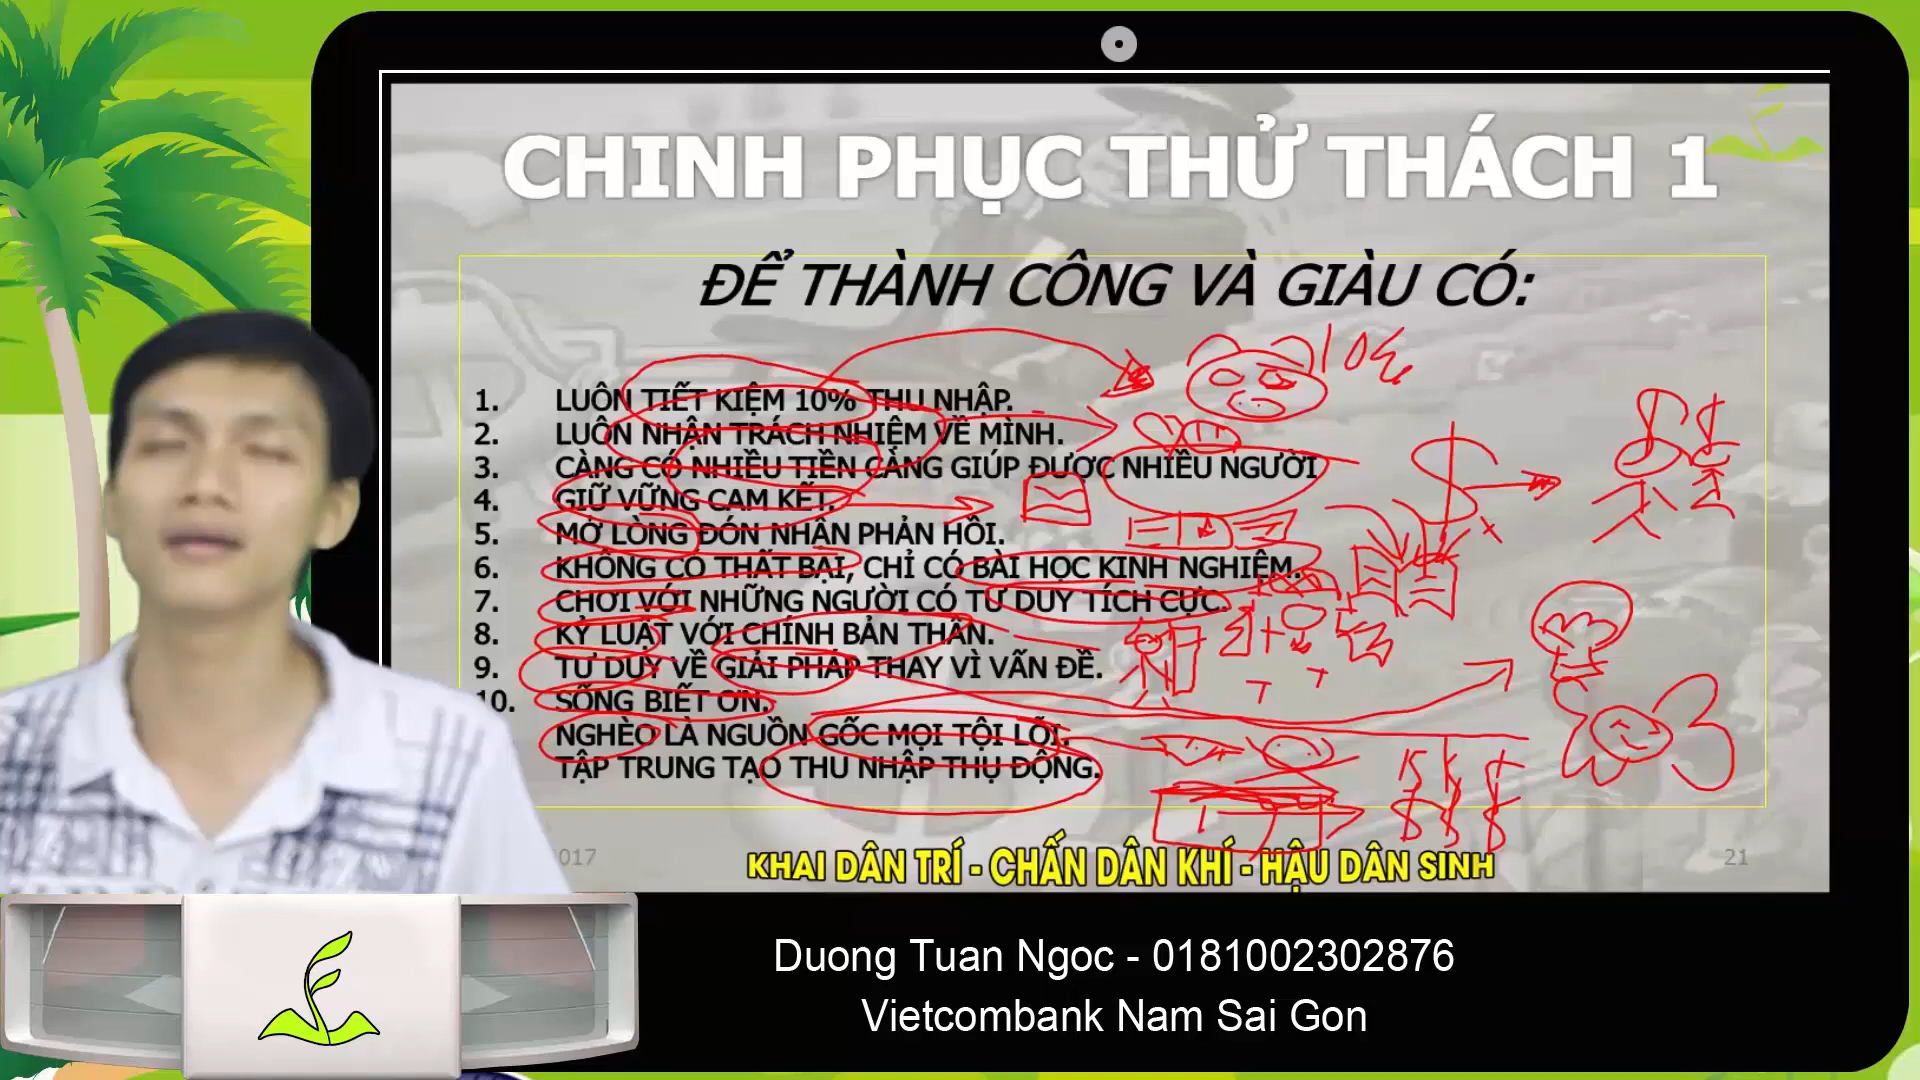 CHINH PHỤC THỬ THÁCH 1
ĐỂ THÀNH CÔNG VÀ GIÀU CÓ:
10%
1. LUÔN TIẾT KIỆM 10% THU NHẬP.
2. LUÔN NHẬN TRÁCH NHIỆM VỀ MÌNH.
3. CÀNG CÓ NHIỀU TIỀN CÀNG GIÚP ĐƯỢC NHIỀU NGƯỜI
4. GIỮ VỮNG CAM KẾT.
5. MỞ LÒNG ĐÓN NHẬN PHẢN HỒI.
6. KHÔNG CÓ THẤT BẠI, CHỈ CÓ BÀI HỌC KINH NGHIỆM.
7. CHƠI VỚI NHỮNG NGƯỜI CÓ TƯ DUY TÍCH CỰC.
8. KỶ LUẬT VỚI CHÍNH BẢN THÂN.
9. TƯ DUY VỀ GIẢI PHÁP THAY VÌ VẤN ĐỀ.
10. SỐNG BIẾT ƠN.
NGHÈO LÀ NGUỒN GỐC MỌI TỘI LỖI.
TẬP TRUNG TẠO THU NHẬP THỤ ĐỘNG.
017
21
KHAI DÂN TRÍ - CHẤN DÂN KHÍ - HẬU DÂN SINH
Duong Tuan Ngoc - 0181002302876
Vietcombank Nam Sai Gon